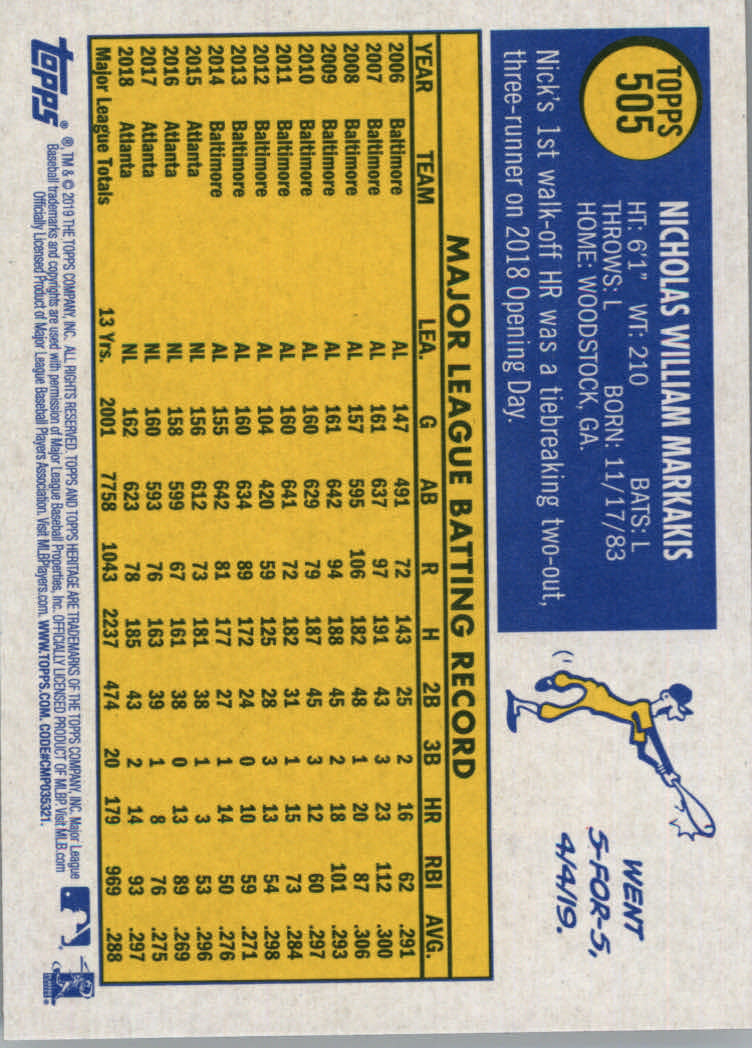 TOPPS
505
NICHOLAS WILLIAM MARKAKIS
HT: 6'1" WT: 210 BATS: L
THROWS: L BORN: 11/17/83
HOME: WOODSTOCK, GA.
Nick's 1st walk-off HR was a tiebreaking two-out,
three-runner on 2018 Opening Day.
WENT
5-FOR-5,
4/4/19.
MAJOR LEAGUE BATTING RECORD
YEAR TEAM LEA. G AB R H 2B 3B HR RBI AVG.
2006 Baltimore AL 147 491 72 143 25 2 16 62 .291
2007 Baltimore AL 161 637 97 191 43 3 23 112 .300
2008 Baltimore AL 157 595 106 182 48 1 20 87 .306
2009 Baltimore AL 161 642 94 188 45 2 18 101 .293
2010 Baltimore AL 160 629 79 187 45 3 12 60 .297
2011 Baltimore AL 160 641 72 182 31 1 15 73 .284
2012 Baltimore AL 104 420 59 125 28 3 13 54 .298
2013 Baltimore AL 160 634 89 172 24 0 10 59 .271
2014 Baltimore AL 155 642 81 177 27 1 14 50 .276
2015 Atlanta NL 156 612 73 181 38 1 3 53 .296
2016 Atlanta NL 158 599 67 161 38 0 13 89 .269
2017 Atlanta NL 160 593 76 163 39 1 8 76 .275
2018 Atlanta NL 162 623 78 185 43 2 14 93 .297
Major League Totals 13 Yrs. 2001 7758 1043 2237 474 20 179 969 .288
topps®
®, TM & © 2019 THE TOPPS COMPANY, INC. ALL RIGHTS RESERVED. TOPPS AND TOPPS HERITAGE ARE TRADEMARKS OF THE TOPPS COMPANY, INC. Major League
Baseball trademarks and copyrights are used with permission of Major League Baseball Properties, Inc. OFFICIALLY LICENSED PRODUCT OF MLBP. Visit MLB.com
Officially Licensed Product of Major League Baseball Players Association. Visit MLBPlayers.com. WWW.TOPPS.COM. CODE#CMP035321.